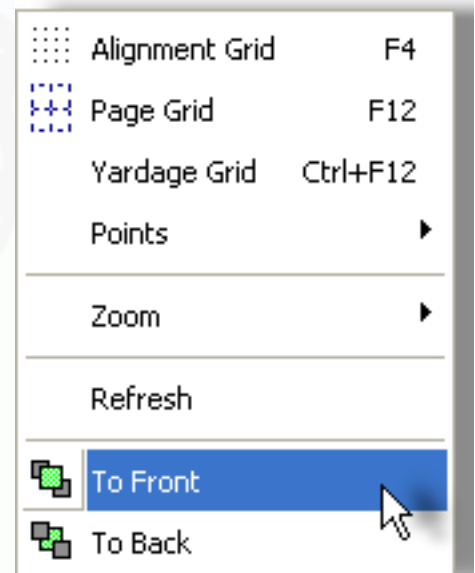 Alignment Grid F4
Page Grid F12
Yardage Grid Ctrl+F12
Points
Zoom
Refresh
To Front
To Back